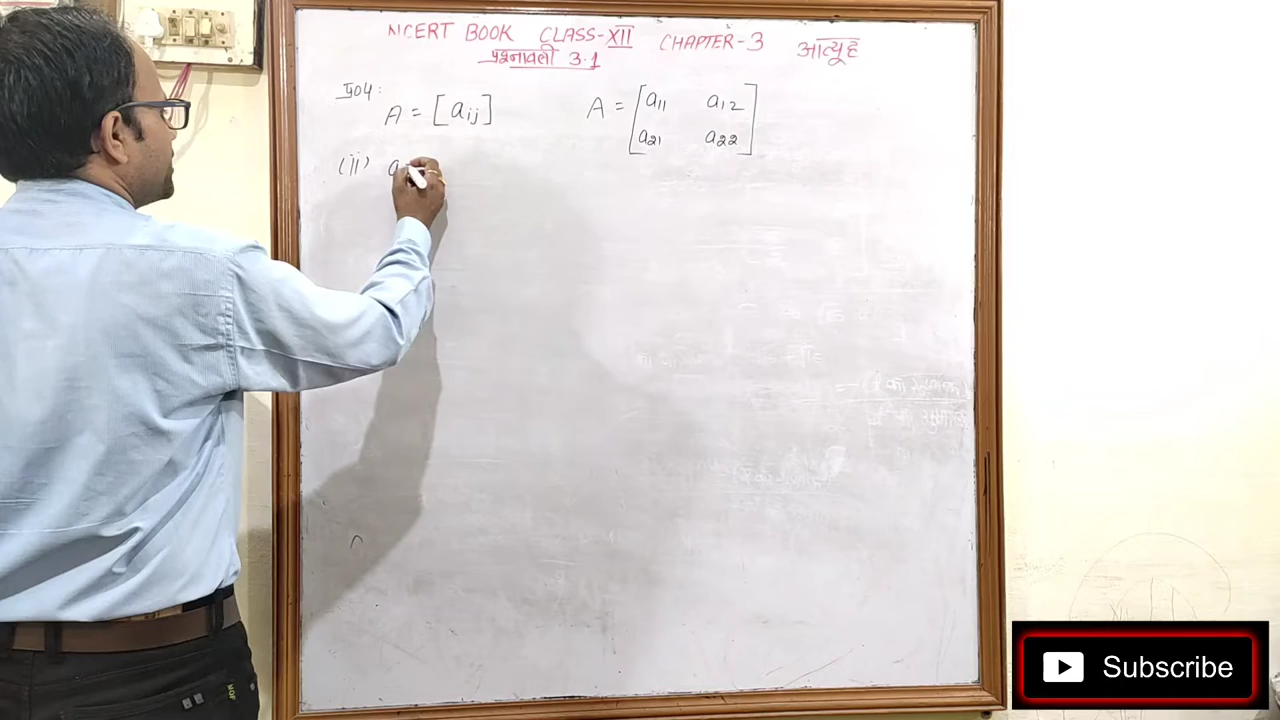 NCERT BOOK CLASS-XII CHAPTER-3 आव्यूह
प्रश्नावली 3.1
प्र04:
A = [aij]
A = [a11 a12
a21 a22]
(ii) a
Subscribe